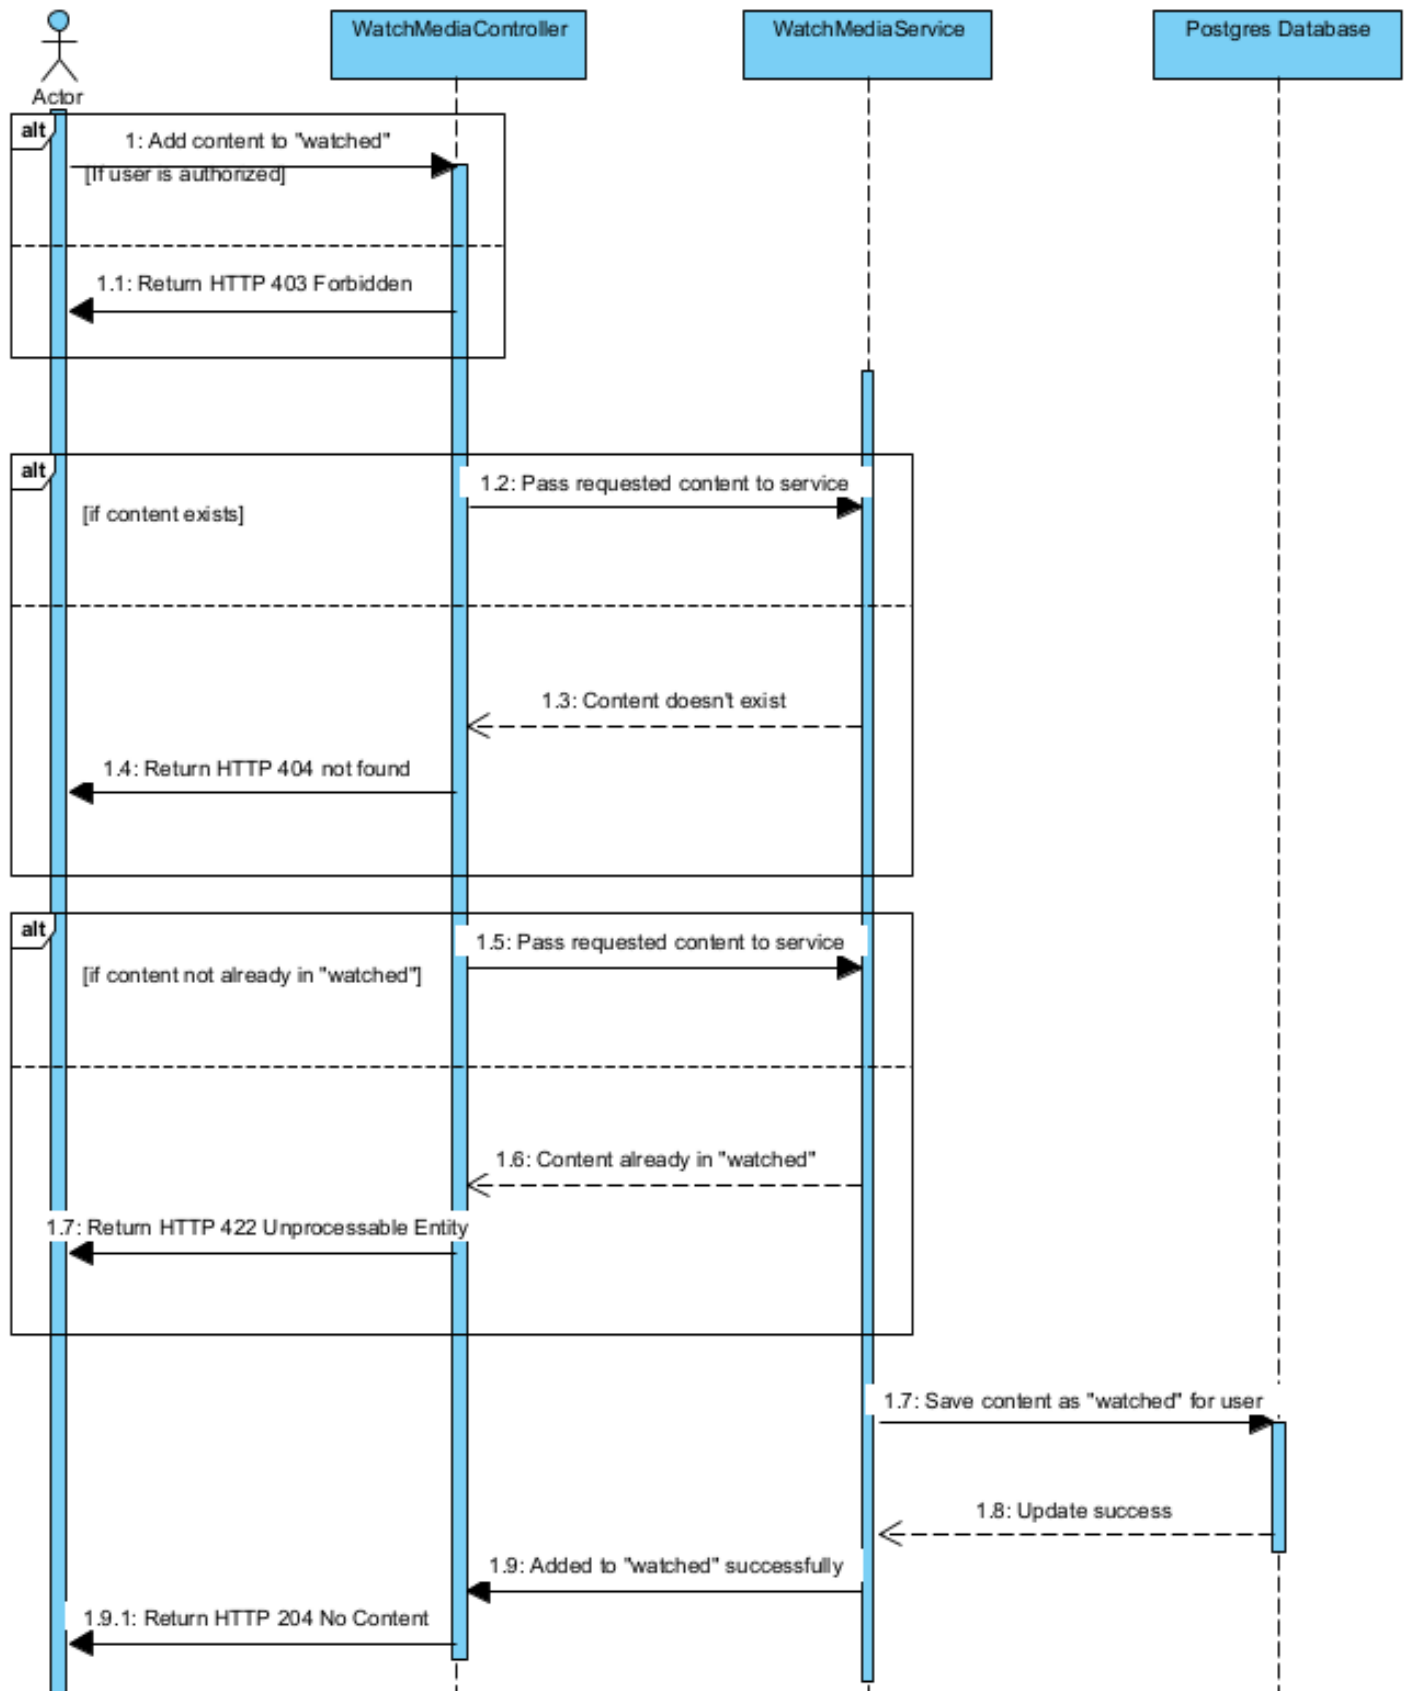 WatchMediaController
WatchMediaService
Postgres Database
Actor
alt
1: Add content to "watched"
[If user is authorized]
1.1: Return HTTP 403 Forbidden
alt
1.2: Pass requested content to service
[if content exists]
1.3: Content doesn't exist
1.4: Return HTTP 404 not found
alt
1.5: Pass requested content to service
[if content not already in "watched"]
1.6: Content already in "watched"
1.7: Return HTTP 422 Unprocessable Entity
1.7: Save content as "watched" for user
1.8: Update success
1.9: Added to "watched" successfully
1.9.1: Return HTTP 204 No Content